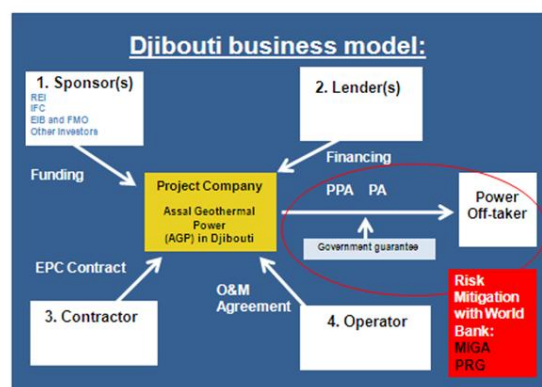 Djibouti business model:
1. Sponsor(s)
REI
IFC
EIB and FMO
Other Investors
2. Lender(s)
Funding
Financing
Project Company
Assal Geothermal
Power
(AGP) in Djibouti
PPA PA
Power
Off-taker
Government guarantee
EPC Contract
O&M
Agreement
3. Contractor
4. Operator
Risk
Mitigation
with World
Bank:
MIGA
PRG